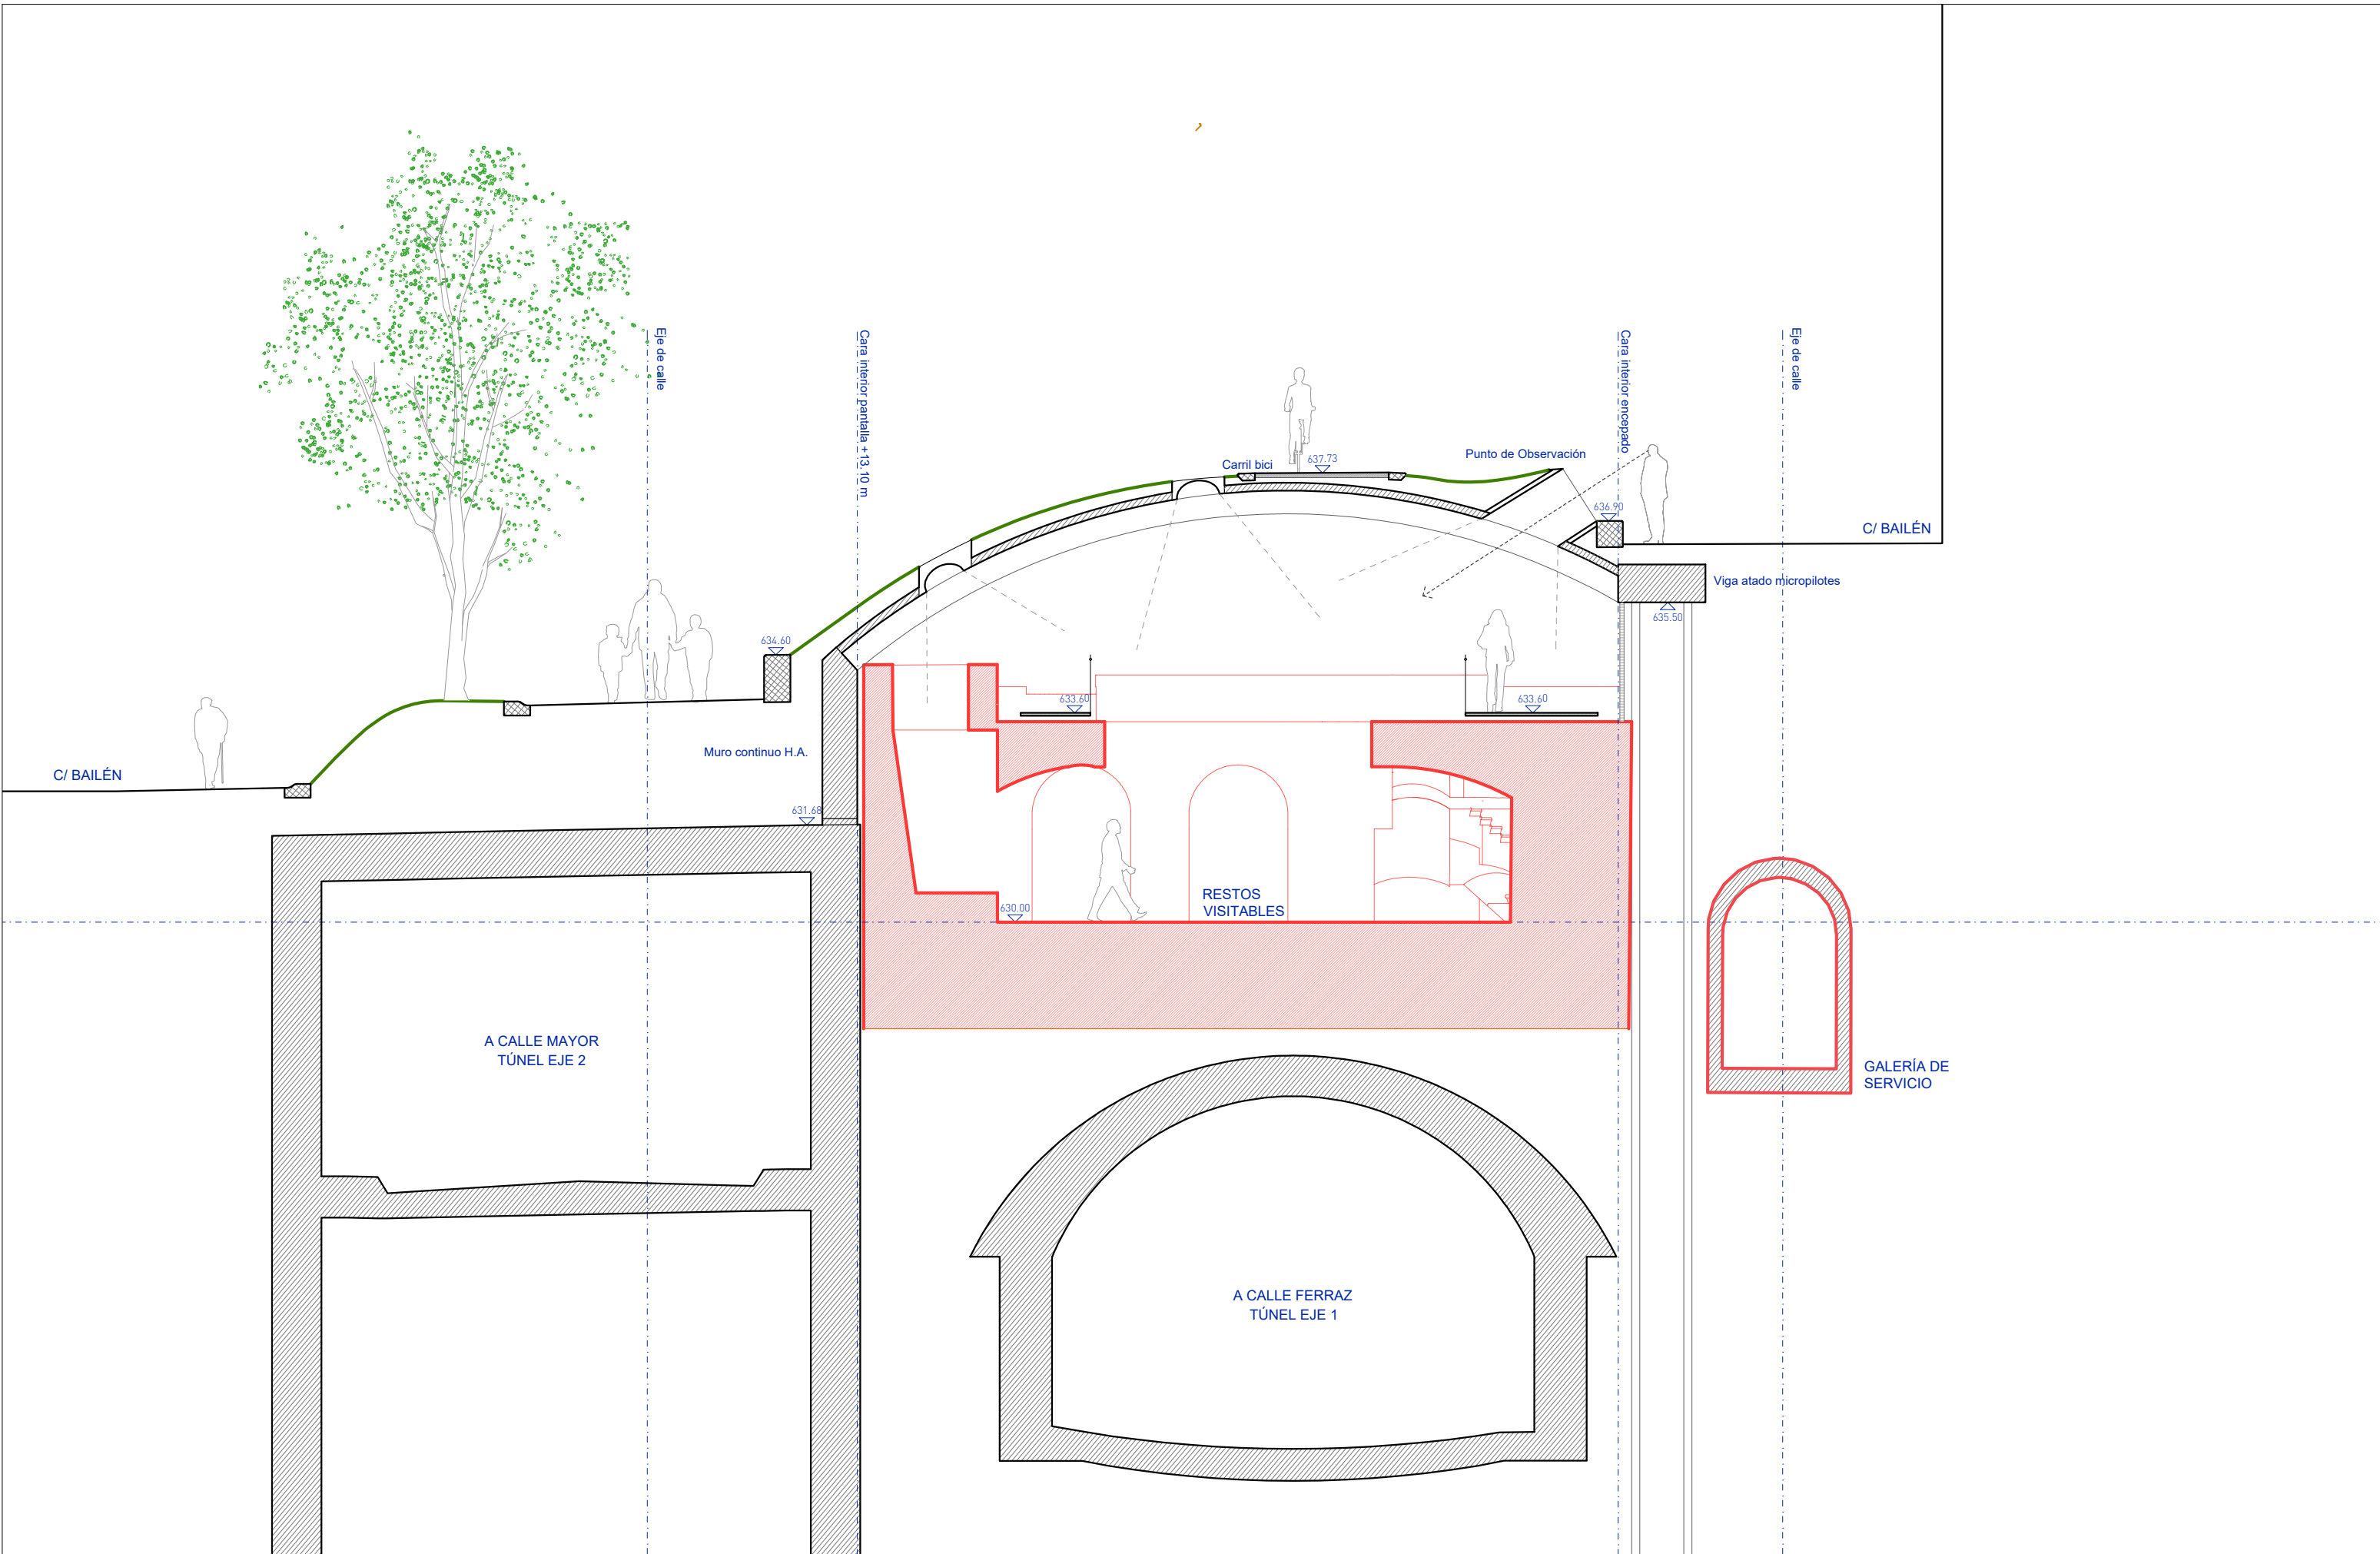 Eje de calle
Cara interior pantalla +13.10 m
Cara interior encepado
Eje de calle
Carril bici
637.73
Punto de Observación
636.90
C/ BAILÉN
Viga atado micropilotes
635.50
634.60
633.60
633.60
Muro continuo H.A.
C/ BAILÉN
631.68
RESTOS
VISITABLES
630.00
A CALLE MAYOR
TÚNEL EJE 2
GALERÍA DE
SERVICIO
A CALLE FERRAZ
TÚNEL EJE 1